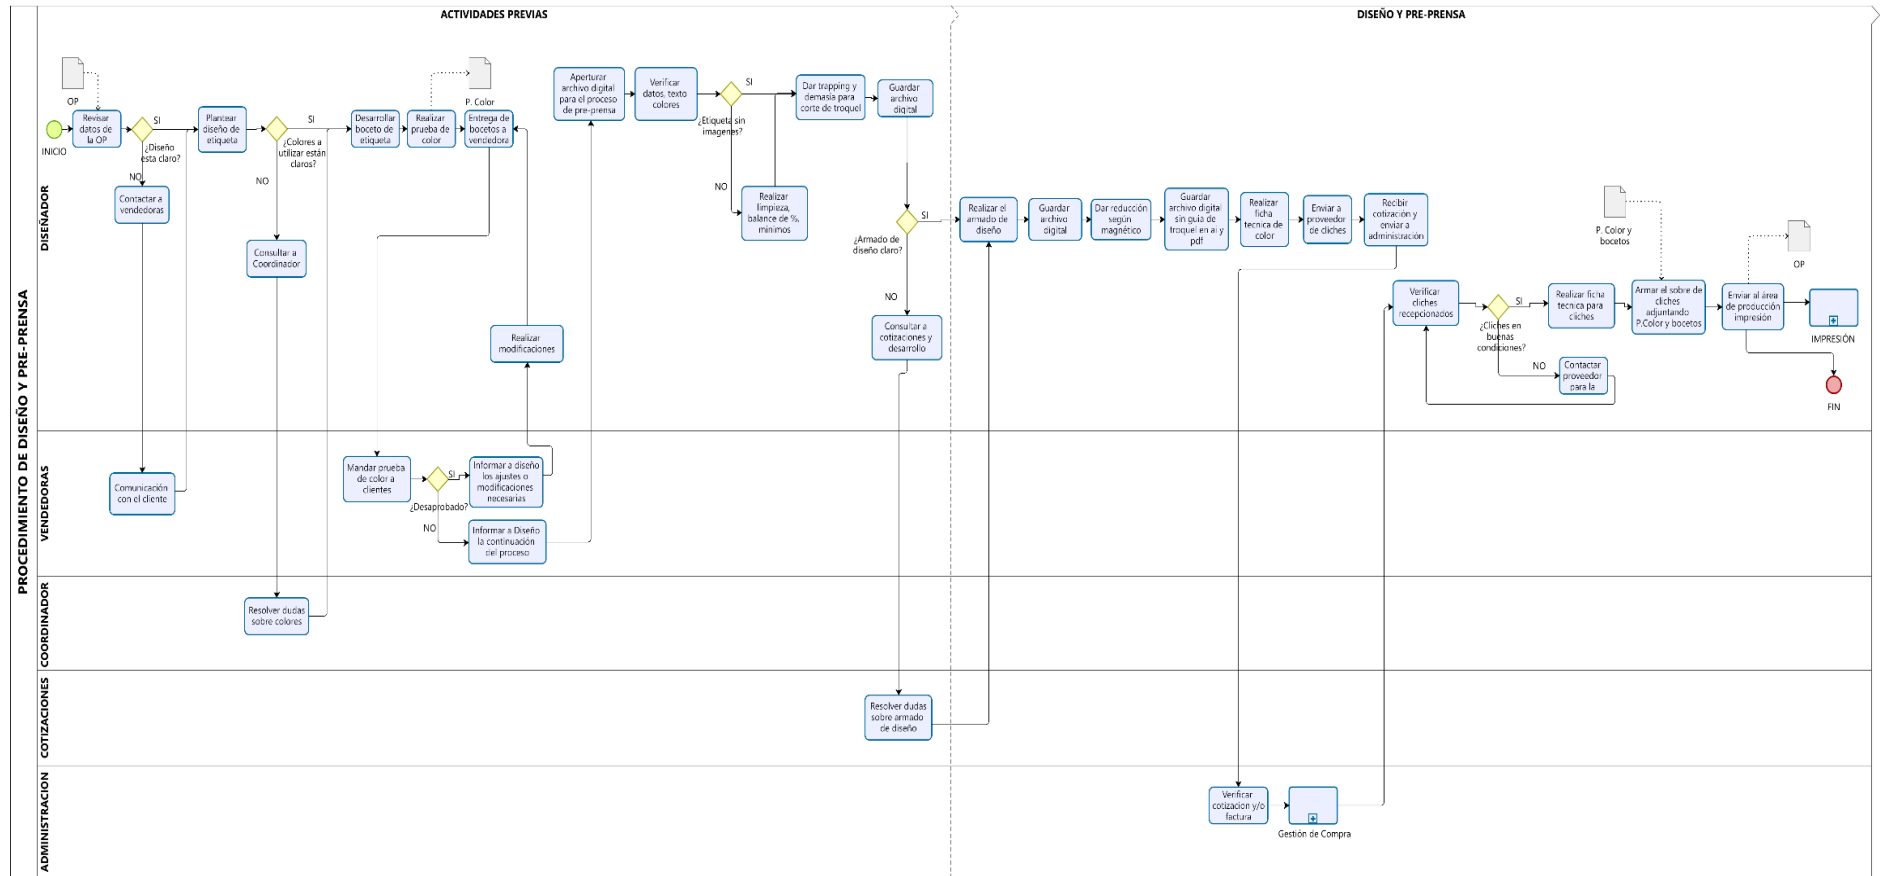 ACTIVIDADES PREVIAS
DISEÑO Y PRE-PRENSA
PROCEDIMIENTO DE DISEÑO Y PRE-PRENSA
DISEÑADOR
OP
INICIO
Revisar
datos de
la OP
SI
¿Diseño
esta claro?
NO
Contactar a
vendedoras
Plantear
diseño de
etiqueta
SI
¿Colores a
utilizar están
claros?
NO
Consultar a
Coordinador
Desarrollar
boceto de
etiqueta
Realizar
prueba de
color
P. Color
Entrega de
bocetos a
vendedora
Realizar
modificaciones
Aperturar
archivo digital
para el proceso
de pre-prensa
Verificar
datos, texto
colores
SI
¿Etiqueta sin
imagenes?
NO
Realizar
limpieza,
balance de %,
minimos
Dar trapping y
demasía para
corte de troquel
Guardar
archivo
digital
SI
¿Armado de
diseño claro?
NO
Consultar a
cotizaciones y
desarrollo
Realizar el
armado de
diseño
Guardar
archivo
digital
Dar reducción
según
magnético
Guardar
archivo digital
sin guia de
troquel en ai y
pdf
Realizar
ficha
tecnica de
color
Enviar a
proveedor
de cliches
Recibir
cotización y
enviar a
administración
Verificar
cliches
recepcionados
SI
¿Cliches en
buenas
condiciones?
NO
Contactar
proveedor
para la
Realizar ficha
tecnica para
cliches
P. Color y
bocetos
Armar el sobre de
cliches
adjuntando
P.Color y bocetos
Enviar al área
de producción
impresión
OP
IMPRESIÓN
FIN
VENDEDORAS
Comunicación
con el cliente
Mandar prueba
de color a
clientes
SI
¿Desaprobado?
NO
Informar a diseño
los ajustes o
modificaciones
necesarias
Informar a Diseño
la continuación
del proceso
COORDINADOR
Resolver dudas
sobre colores
COTIZACIONES
Resolver dudas
sobre armado
de diseño
ADMINISTRACION
Verificar
cotizacion y/o
factura
Gestión de Compra